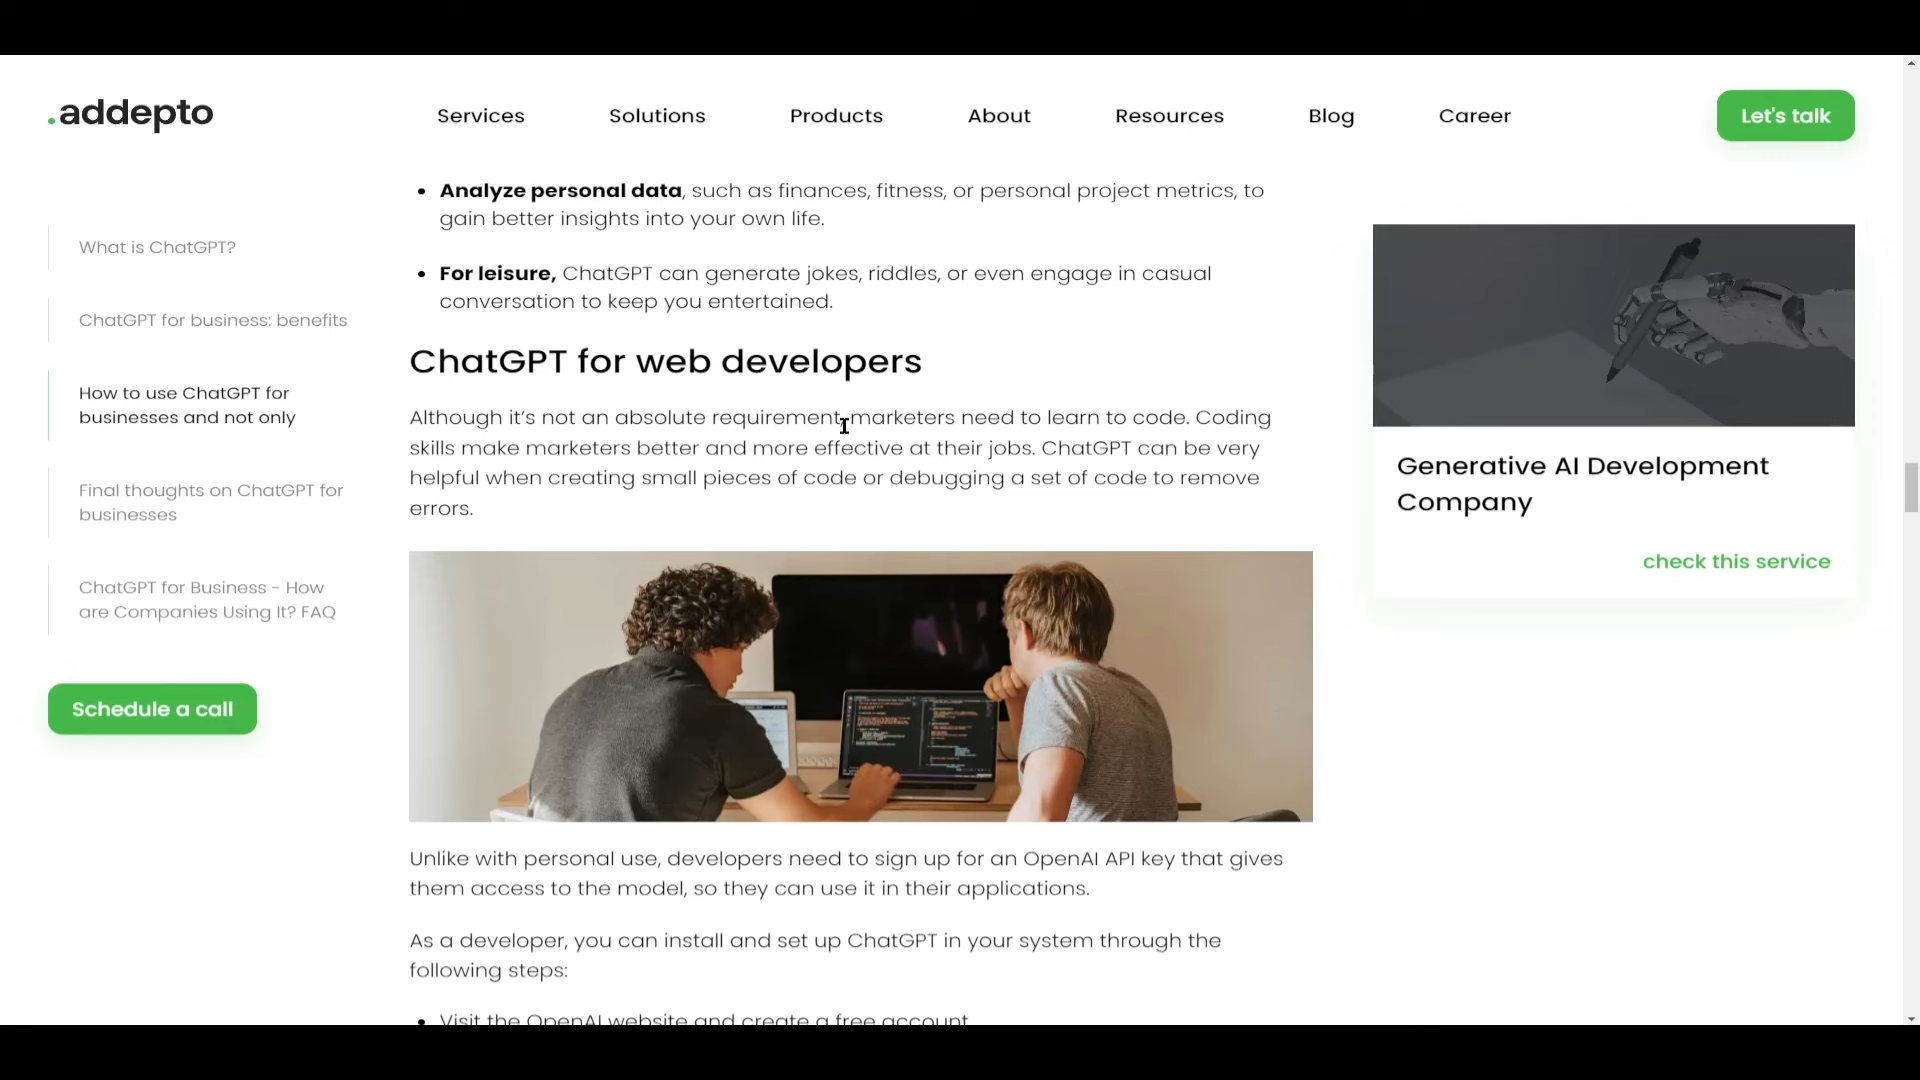 .addepto
Services
Solutions
Products
About
Resources
Blog
Career
Let's talk
What is ChatGPT?
ChatGPT for business: benefits
How to use ChatGPT for
businesses and not only
Final thoughts on ChatGPT for
businesses
ChatGPT for Business - How
are Companies Using It? FAQ
Schedule a call
Analyze personal data, such as finances, fitness, or personal project metrics, to
gain better insights into your own life.
For leisure, ChatGPT can generate jokes, riddles, or even engage in casual
conversation to keep you entertained.
ChatGPT for web developers
Although it’s not an absolute requirement, marketers need to learn to code. Coding
skills make marketers better and more effective at their jobs. ChatGPT can be very
helpful when creating small pieces of code or debugging a set of code to remove
errors.
Unlike with personal use, developers need to sign up for an OpenAI API key that gives
them access to the model, so they can use it in their applications.
As a developer, you can install and set up ChatGPT in your system through the
following steps:
Visit the OpenAI website and create a free account
Generative AI Development
Company
check this service